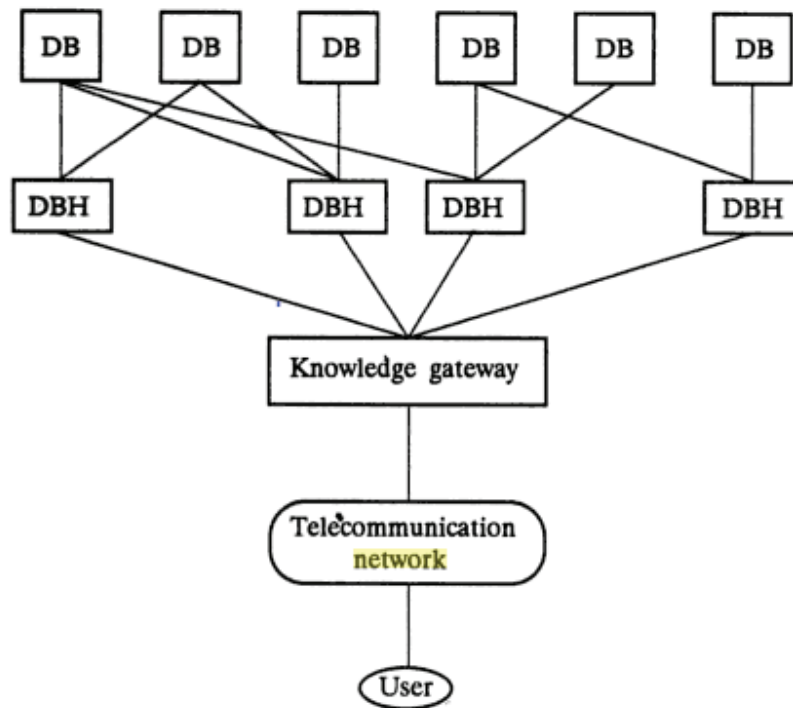 DB DB DB DB DB DB
DBH DBH DBH DBH
Knowledge gateway
Telecommunication
network
User